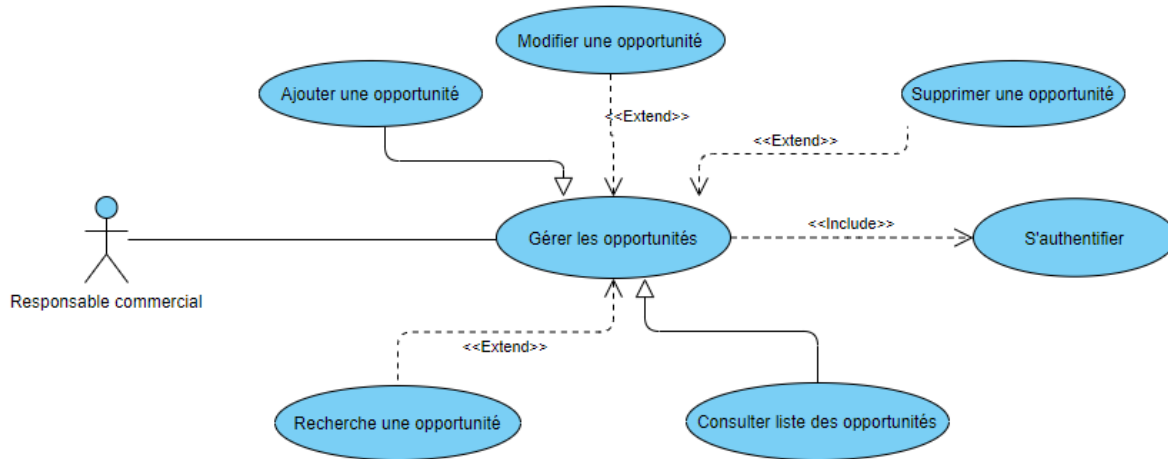 Modifier une opportunité
Ajouter une opportunité
Supprimer une opportunité
<<Extend>>
<<Extend>>
Gérer les opportunités
<<Include>>
S'authentifier
Responsable commercial
<<Extend>>
Recherche une opportunité
Consulter liste des opportunités